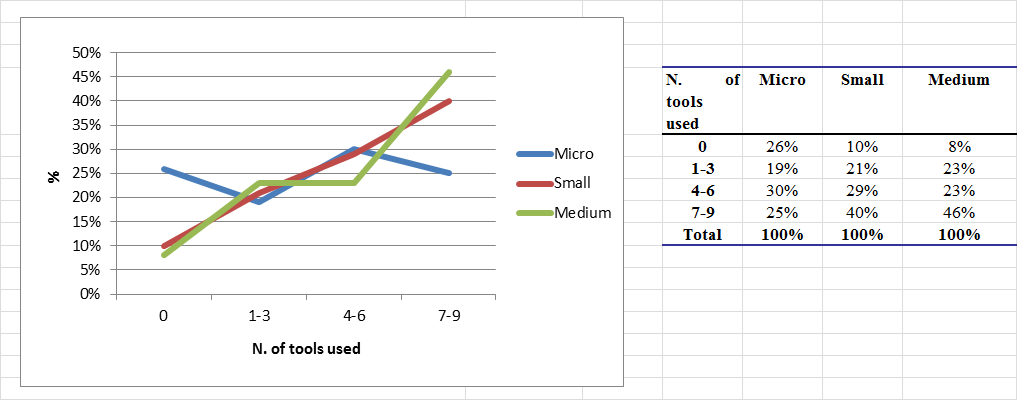 50%
45%
40%
35%
30%
25%
20%
15%
10%
5%
0%
%
0 1-3 4-6 7-9
N. of tools used
Micro
Small
Medium
N. of Micro Small Medium
tools
used
0 26% 10% 8%
1-3 19% 21% 23%
4-6 30% 29% 23%
7-9 25% 40% 46%
Total 100% 100% 100%